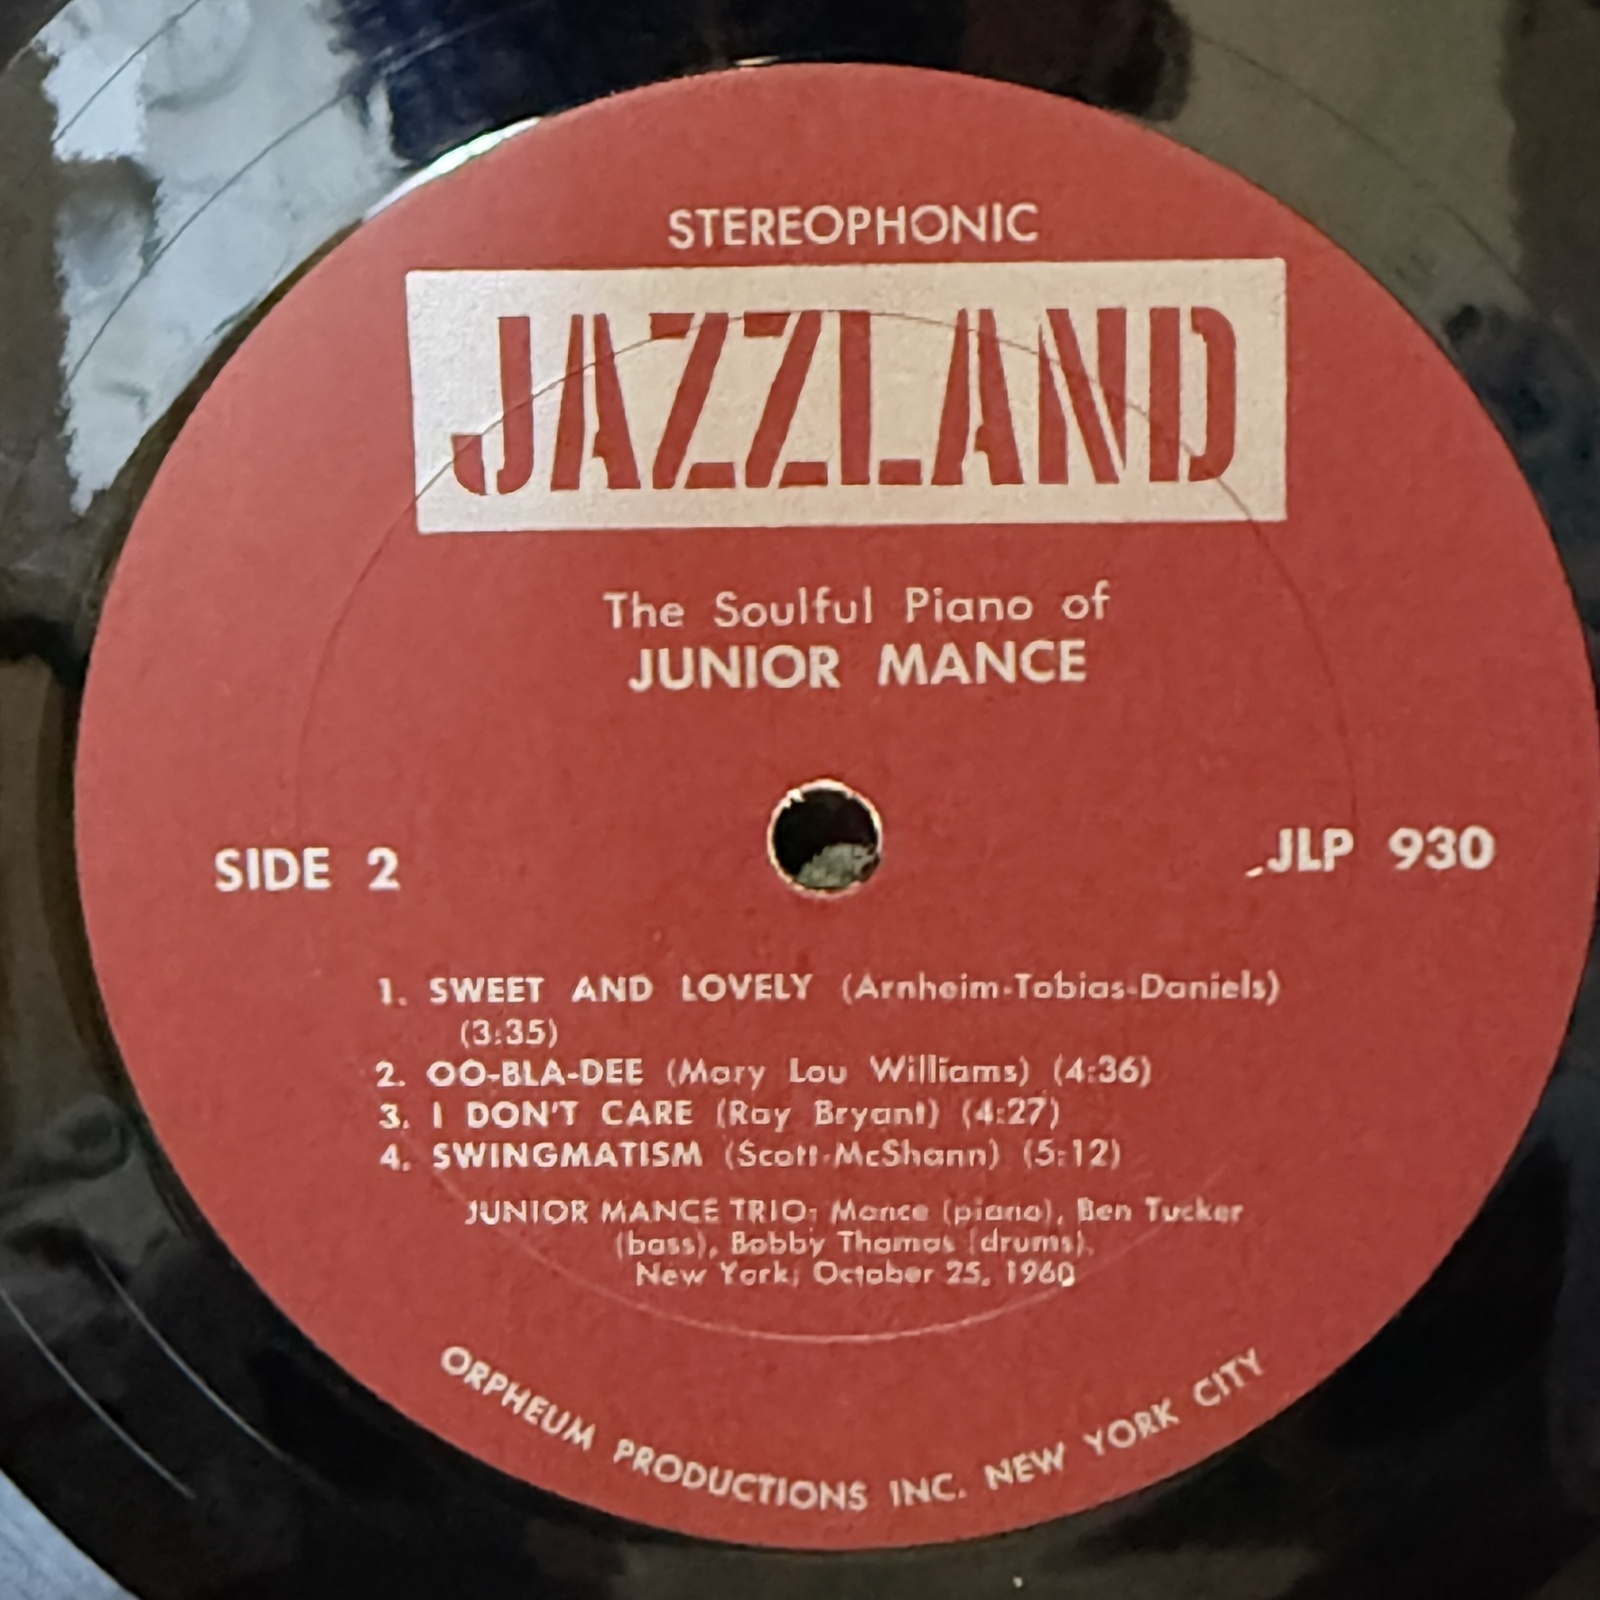 STEREOPHONIC
JAZZLAND
The Soulful Piano of
JUNIOR MANCE
SIDE 2
JLP 930
1. SWEET AND LOVELY (Arnheim-Tobias-Daniels)
(3:35)
2. OO-BLA-DEE (Mary Lou Williams) (4:36)
3. I DON'T CARE (Ray Bryant) (4:27)
4. SWINGMATISM (Scott-McShann) (5:12)
JUNIOR MANCE TRIO: Mance (piano), Ben Tucker
(bass), Bobby Thomas (drums).
New York; October 25, 1960
ORPHEUM PRODUCTIONS INC. NEW YORK CITY